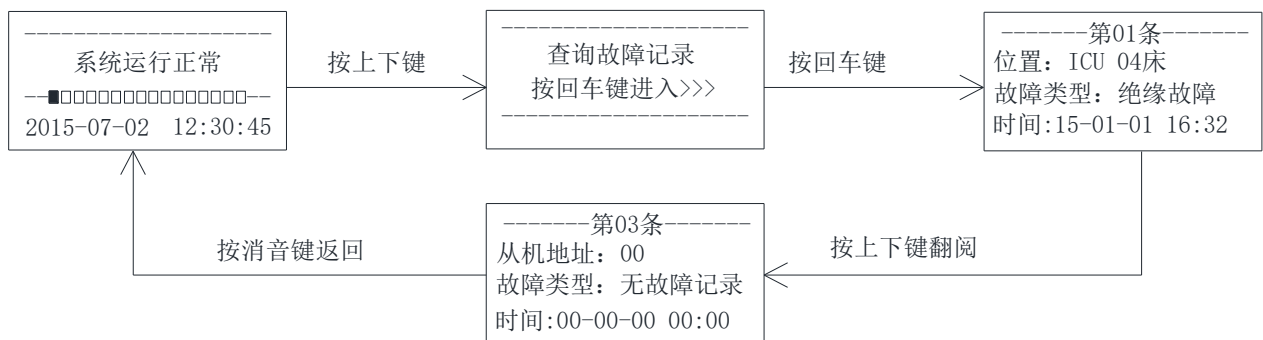 系统运行正常
2015-07-02 12:30:45
按上下键
查询故障记录
按回车键进入>>>
按回车键
-------第01条-------
位置：ICU 04床
故障类型：绝缘故障
时间:15-01-01 16:32
按上下键翻阅
-------第03条-------
从机地址：00
故障类型：无故障记录
时间:00-00-00 00:00
按消音键返回